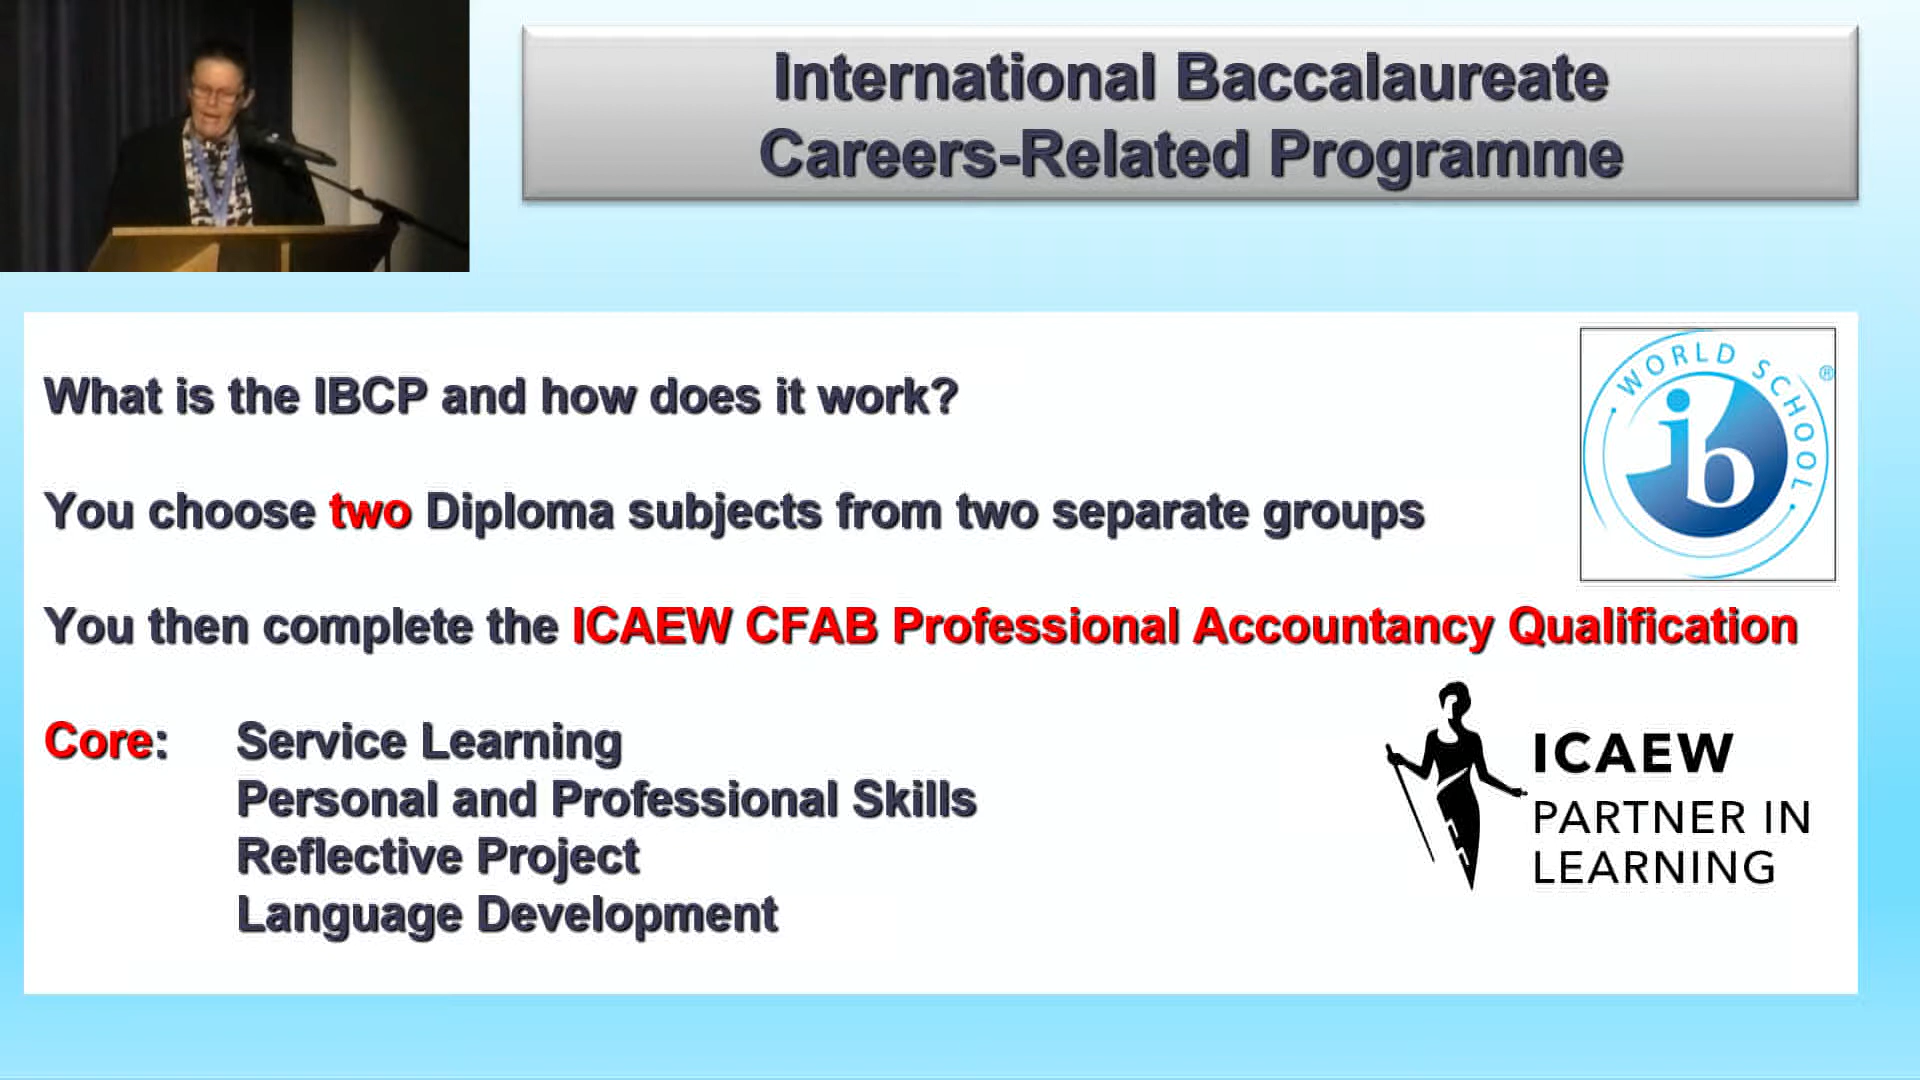 International Baccalaureate
Careers-Related Programme
What is the IBCP and how does it work?
You choose two Diploma subjects from two separate groups
You then complete the ICAEW CFAB Professional Accountancy Qualification
Core: Service Learning
Personal and Professional Skills
Reflective Project
Language Development
WORLD SCHOOL ®
ib
ICAEW
PARTNER IN
LEARNING